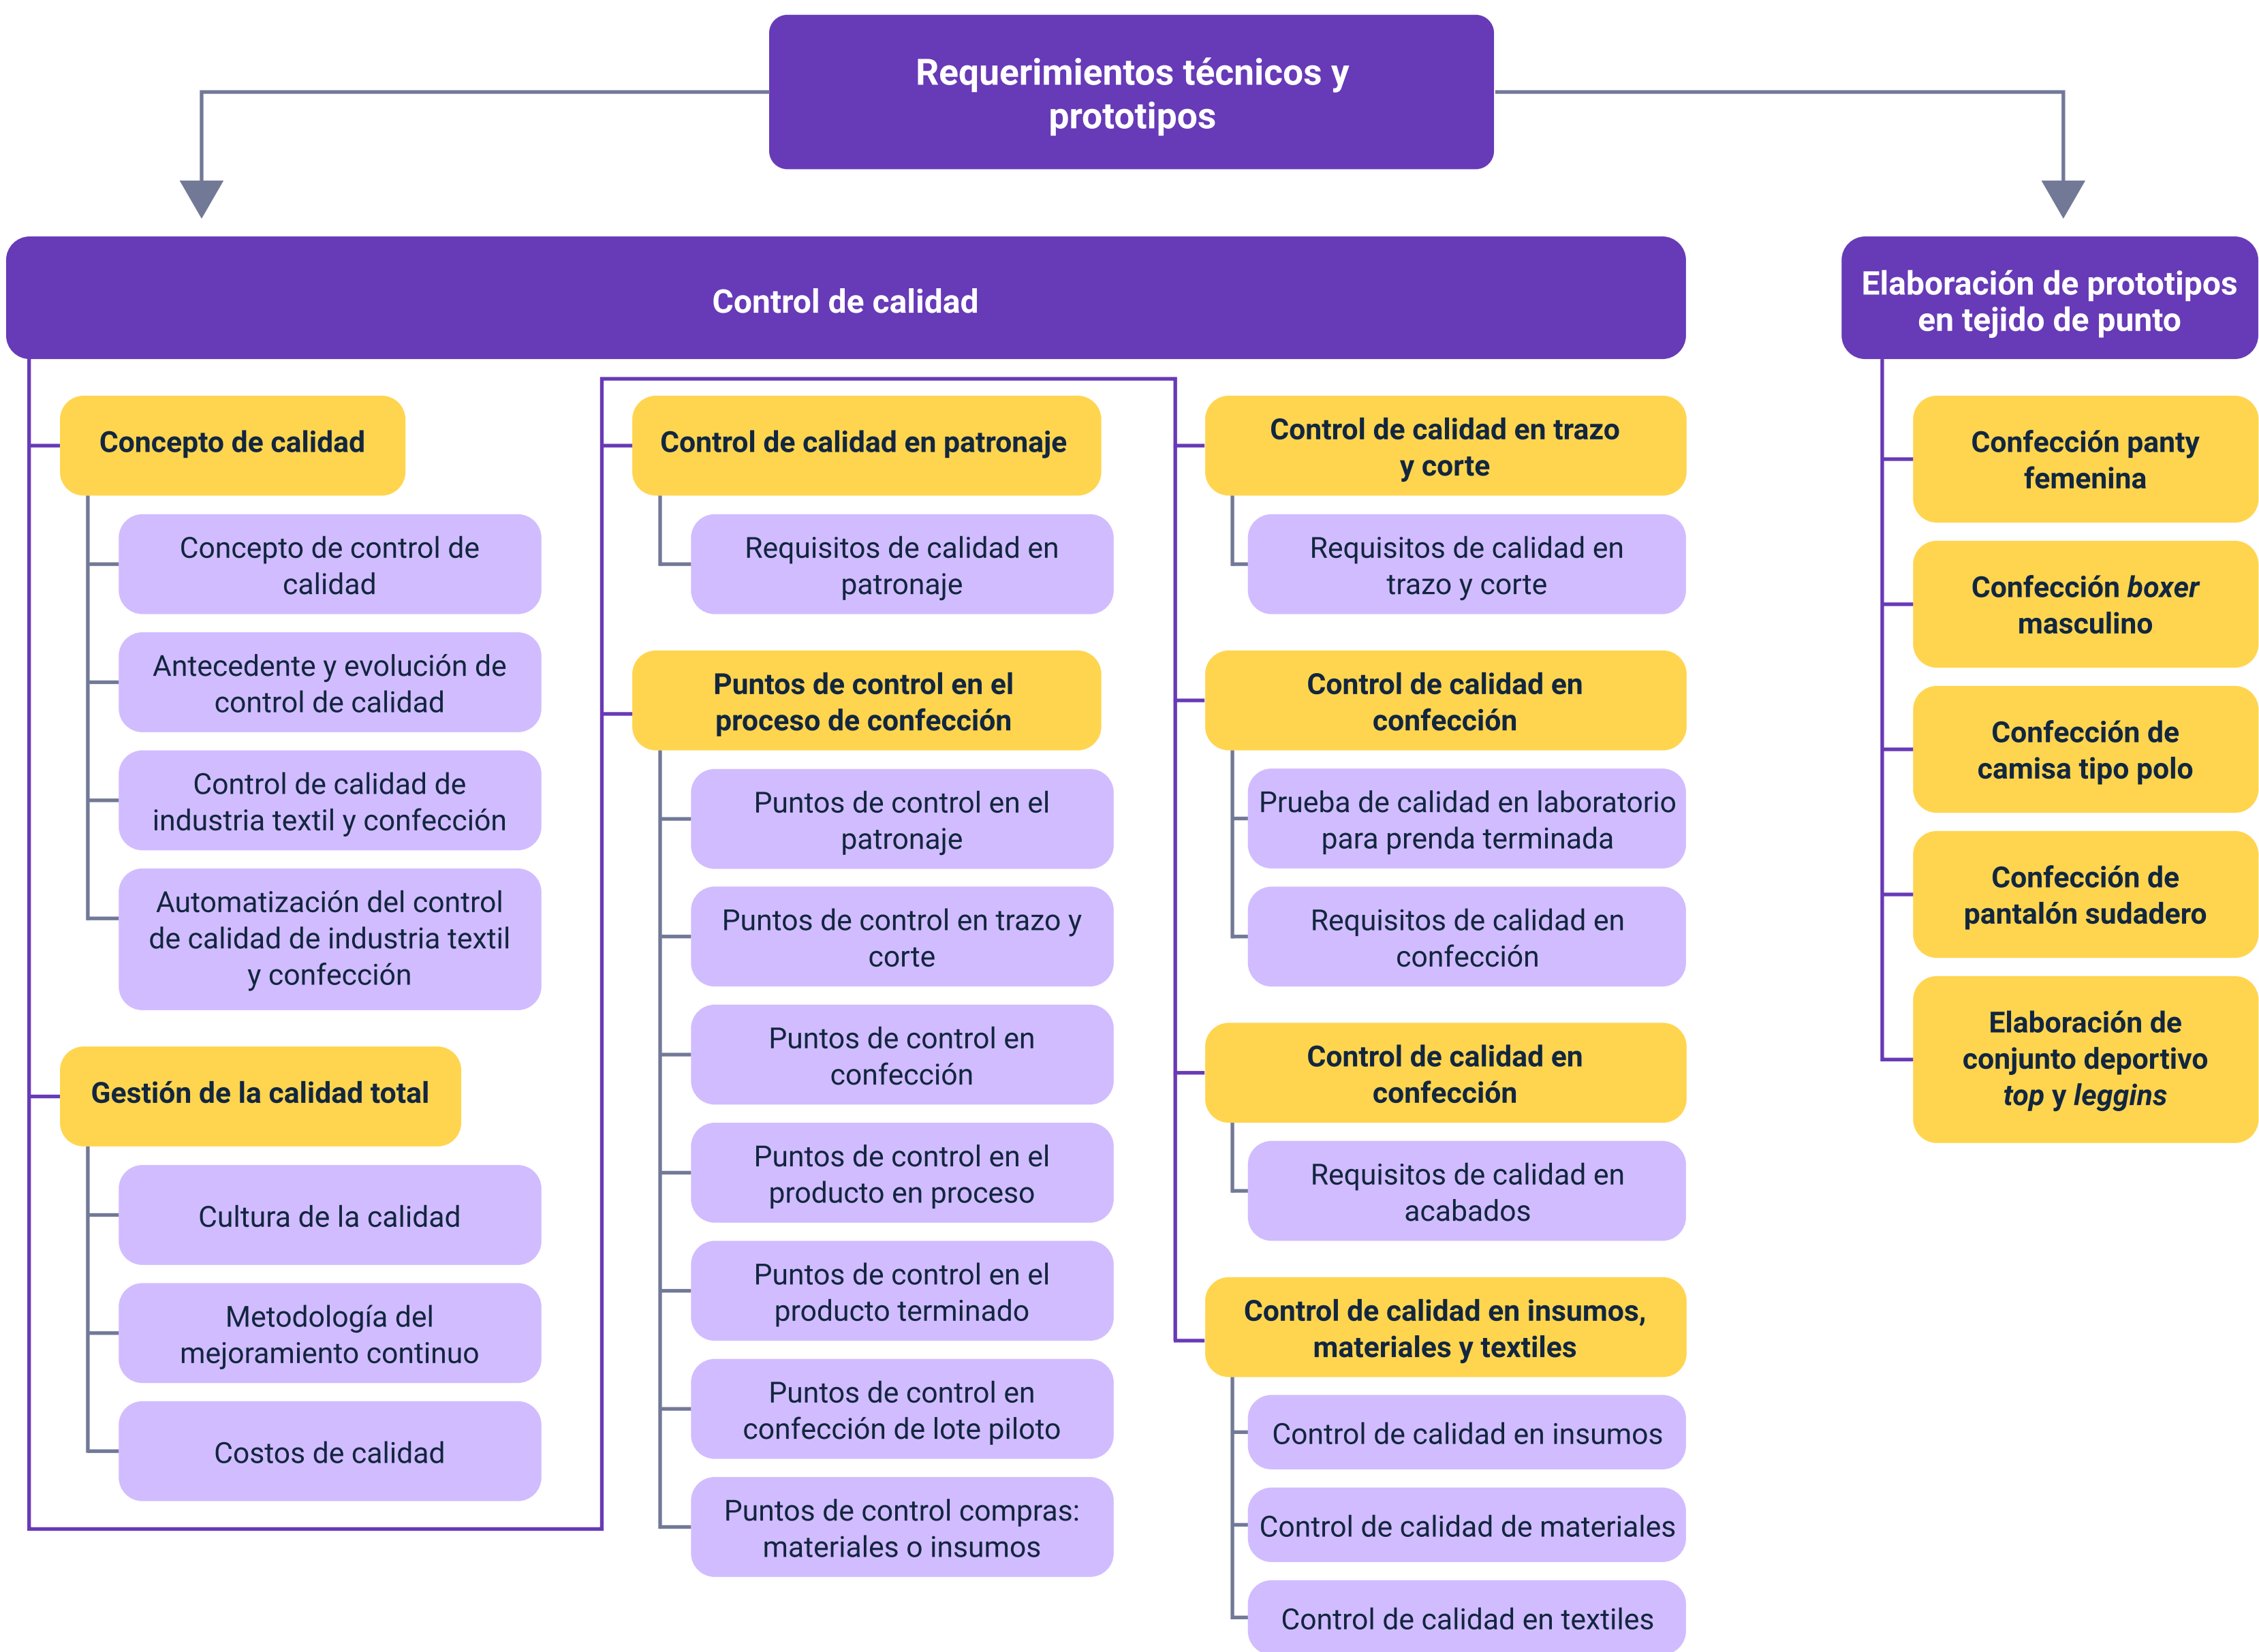 Requerimientos técnicos y
prototipos
Control de calidad
Concepto de calidad
Concepto de control de
calidad
Antecedente y evolución de
control de calidad
Control de calidad de
industria textil y confección
Automatización del control
de calidad de industria textil
y confección
Gestión de la calidad total
Cultura de la calidad
Metodología del
mejoramiento continuo
Costos de calidad
Control de calidad en patronaje
Requisitos de calidad en
patronaje
Puntos de control en el
proceso de confección
Puntos de control en el
patronaje
Puntos de control en trazo y
corte
Puntos de control en
confección
Puntos de control en el
producto en proceso
Puntos de control en el
producto terminado
Puntos de control en
confección de lote piloto
Puntos de control compras:
materiales o insumos
Control de calidad en trazo
y corte
Requisitos de calidad en
trazo y corte
Control de calidad en
confección
Prueba de calidad en laboratorio
para prenda terminada
Requisitos de calidad en
confección
Control de calidad en
confección
Requisitos de calidad en
acabados
Control de calidad en insumos,
materiales y textiles
Control de calidad en insumos
Control de calidad de materiales
Control de calidad en textiles
Elaboración de prototipos
en tejido de punto
Confección panty
femenina
Confección boxer
masculino
Confección de
camisa tipo polo
Confección de
pantalón sudadero
Elaboración de
conjunto deportivo
top y leggins